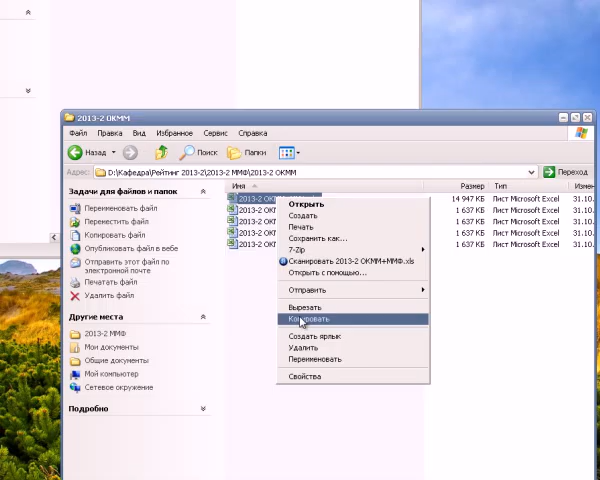 2013-2 ОКММ
Файл Правка Вид Избранное Сервис Справка
Назад Поиск Папки
Адрес: D:\Кафедра\Рейтинг 2013-2\2013-2 ММФ\2013-2 ОКММ Переход
Задачи для файлов и папок
Переименовать файл
Переместить файл
Копировать файл
Опубликовать файл в вебе
Отправить этот файл по
электронной почте
Печатать файл
Удалить файл
Другие места
2013-2 ММФ
Мои документы
Общие документы
Мой компьютер
Сетевое окружение
Подробно
Имя Размер Тип Измен
2013-2 ОК 14 947 КБ Лист Microsoft Excel 31.10.
2013-2 ОК 1 637 КБ Лист Microsoft Excel 31.10.
2013-2 ОК 1 637 КБ Лист Microsoft Excel 31.10.
2013-2 ОК 1 637 КБ Лист Microsoft Excel 31.10.
2013-2 ОК 1 637 КБ Лист Microsoft Excel 31.10.
Открыть
Создать
Печать
Сохранить как...
7-Zip
Сканировать 2013-2 ОКММ+ММФ.xls
Открыть с помощью...
Отправить
Вырезать
Копировать
Создать ярлык
Удалить
Переименовать
Свойства